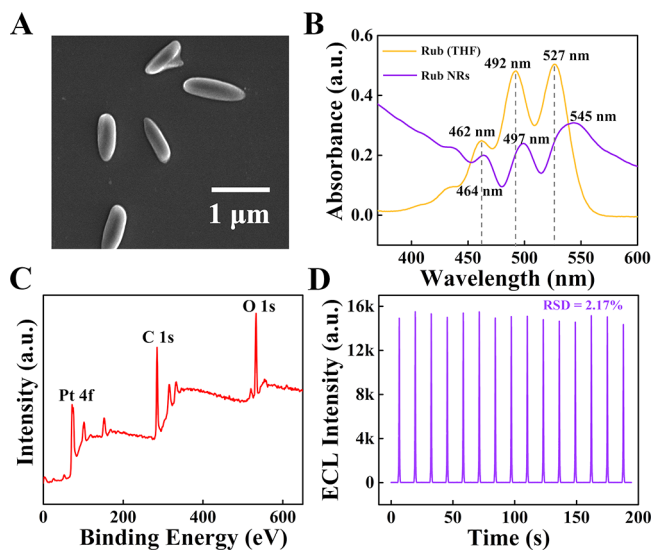 A
1 μm
B
Rub (THF)
Rub NRs
527 nm
492 nm
462 nm
497 nm
545 nm
464 nm
Absorbance (a.u.)
0.6
0.4
0.2
0.0
400 450 500 550 600
Wavelength (nm)
C
O 1s
C 1s
Pt 4f
Intensity (a.u.)
0 200 400 600
Binding Energy (eV)
D
RSD = 2.17%
ECL Intensity (a.u.)
16k
12k
8k
4k
0
0 50 100 150 200
Time (s)